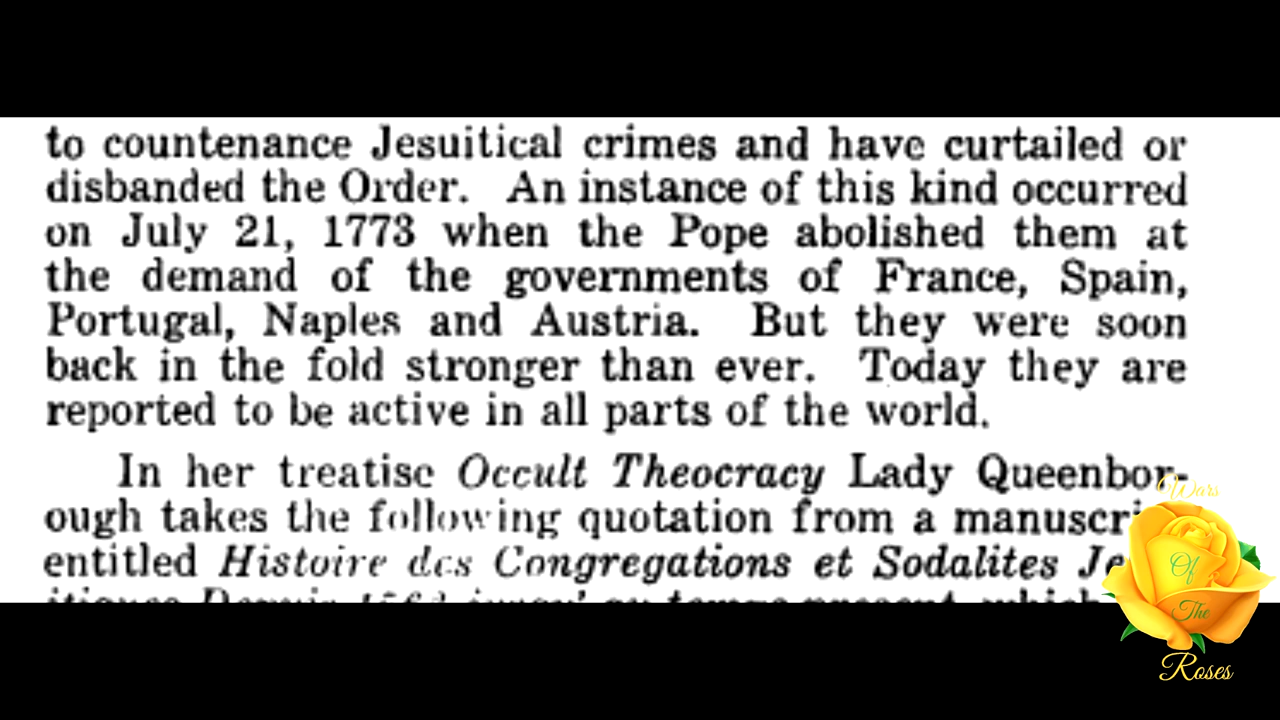 to countenance Jesuitical crimes and have curtailed or
disbanded the Order. An instance of this kind occurred
on July 21, 1773 when the Pope abolished them at
the demand of the governments of France, Spain,
Portugal, Naples and Austria. But they were soon
back in the fold stronger than ever. Today they are
reported to be active in all parts of the world.
In her treatise Occult Theocracy Lady Queenbor-
ough takes the following quotation from a
entitled Histoire des Congregations et Sodalites
Wars
Of
The
Roses